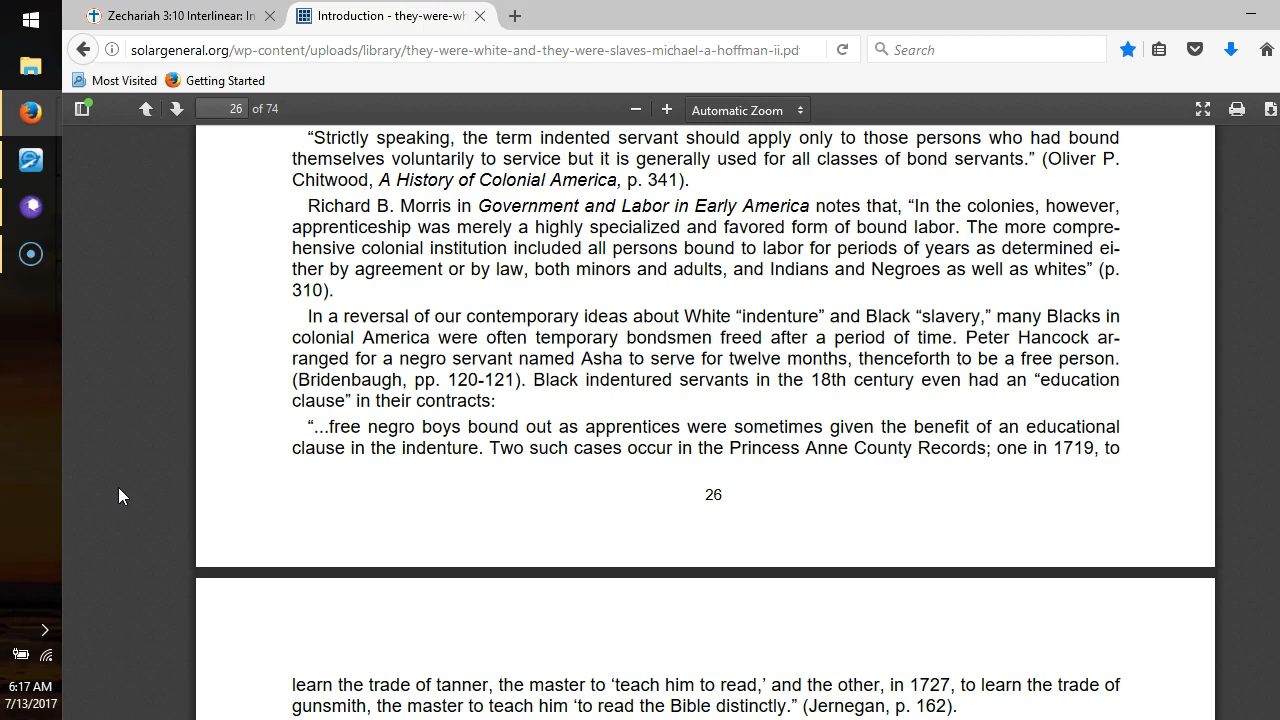 Zechariah 3:10 Interlinear: In
Introduction - they-were-wh
solargeneral.org/wp-content/uploads/library/they-were-white-and-they-were-slaves-michael-a-hoffman-ii.pd
Search
Most Visited
Getting Started
26 of 74
Automatic Zoom
“Strictly speaking, the term indented servant should apply only to those persons who had bound
themselves voluntarily to service but it is generally used for all classes of bond servants.” (Oliver P.
Chitwood, A History of Colonial America, p. 341).
Richard B. Morris in Government and Labor in Early America notes that, “In the colonies, however,
apprenticeship was merely a highly specialized and favored form of bound labor. The more compre-
hensive colonial institution included all persons bound to labor for periods of years as determined ei-
ther by agreement or by law, both minors and adults, and Indians and Negroes as well as whites” (p.
310).
In a reversal of our contemporary ideas about White “indenture” and Black “slavery,” many Blacks in
colonial America were often temporary bondsmen freed after a period of time. Peter Hancock ar-
ranged for a negro servant named Asha to serve for twelve months, thenceforth to be a free person.
(Bridenbaugh, pp. 120-121). Black indentured servants in the 18th century even had an “education
clause” in their contracts:
“...free negro boys bound out as apprentices were sometimes given the benefit of an educational
clause in the indenture. Two such cases occur in the Princess Anne County Records; one in 1719, to
26
learn the trade of tanner, the master to ‘teach him to read,’ and the other, in 1727, to learn the trade of
gunsmith, the master to teach him ‘to read the Bible distinctly.” (Jernegan, p. 162).
6:17 AM
7/13/2017